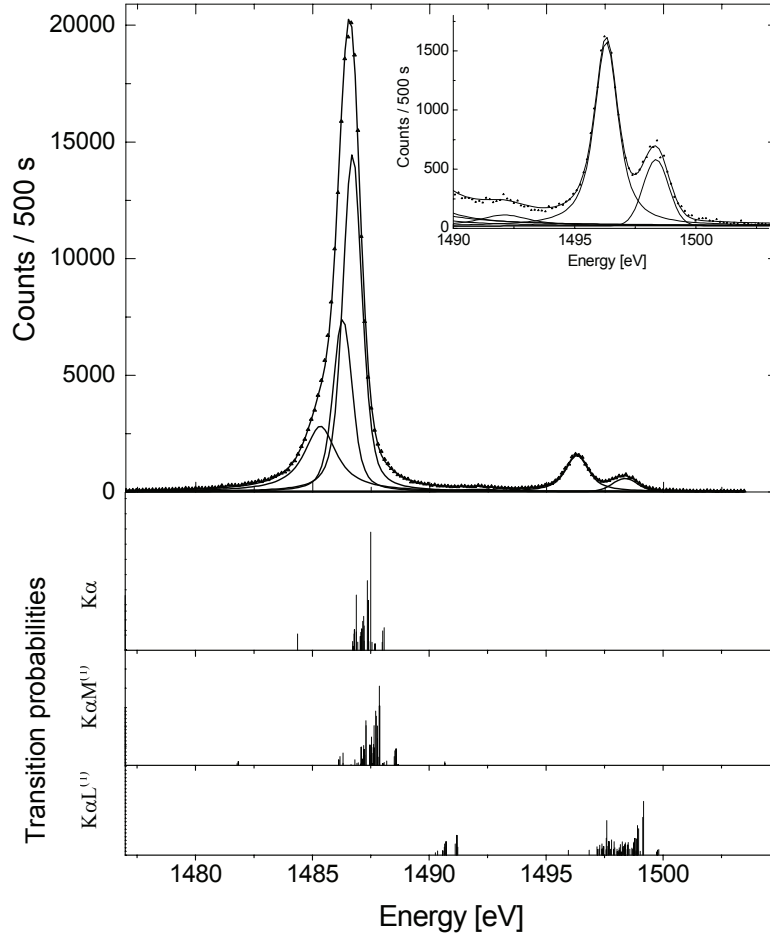 20000
15000
10000
5000
0
Counts / 500 s
1500
1000
500
0
Counts / 500 s
1490
1495
1500
Energy [eV]
Transition probabilities
Kα
KαM⁽¹⁾
KαL⁽¹⁾
1480
1485
1490
1495
1500
Energy [eV]